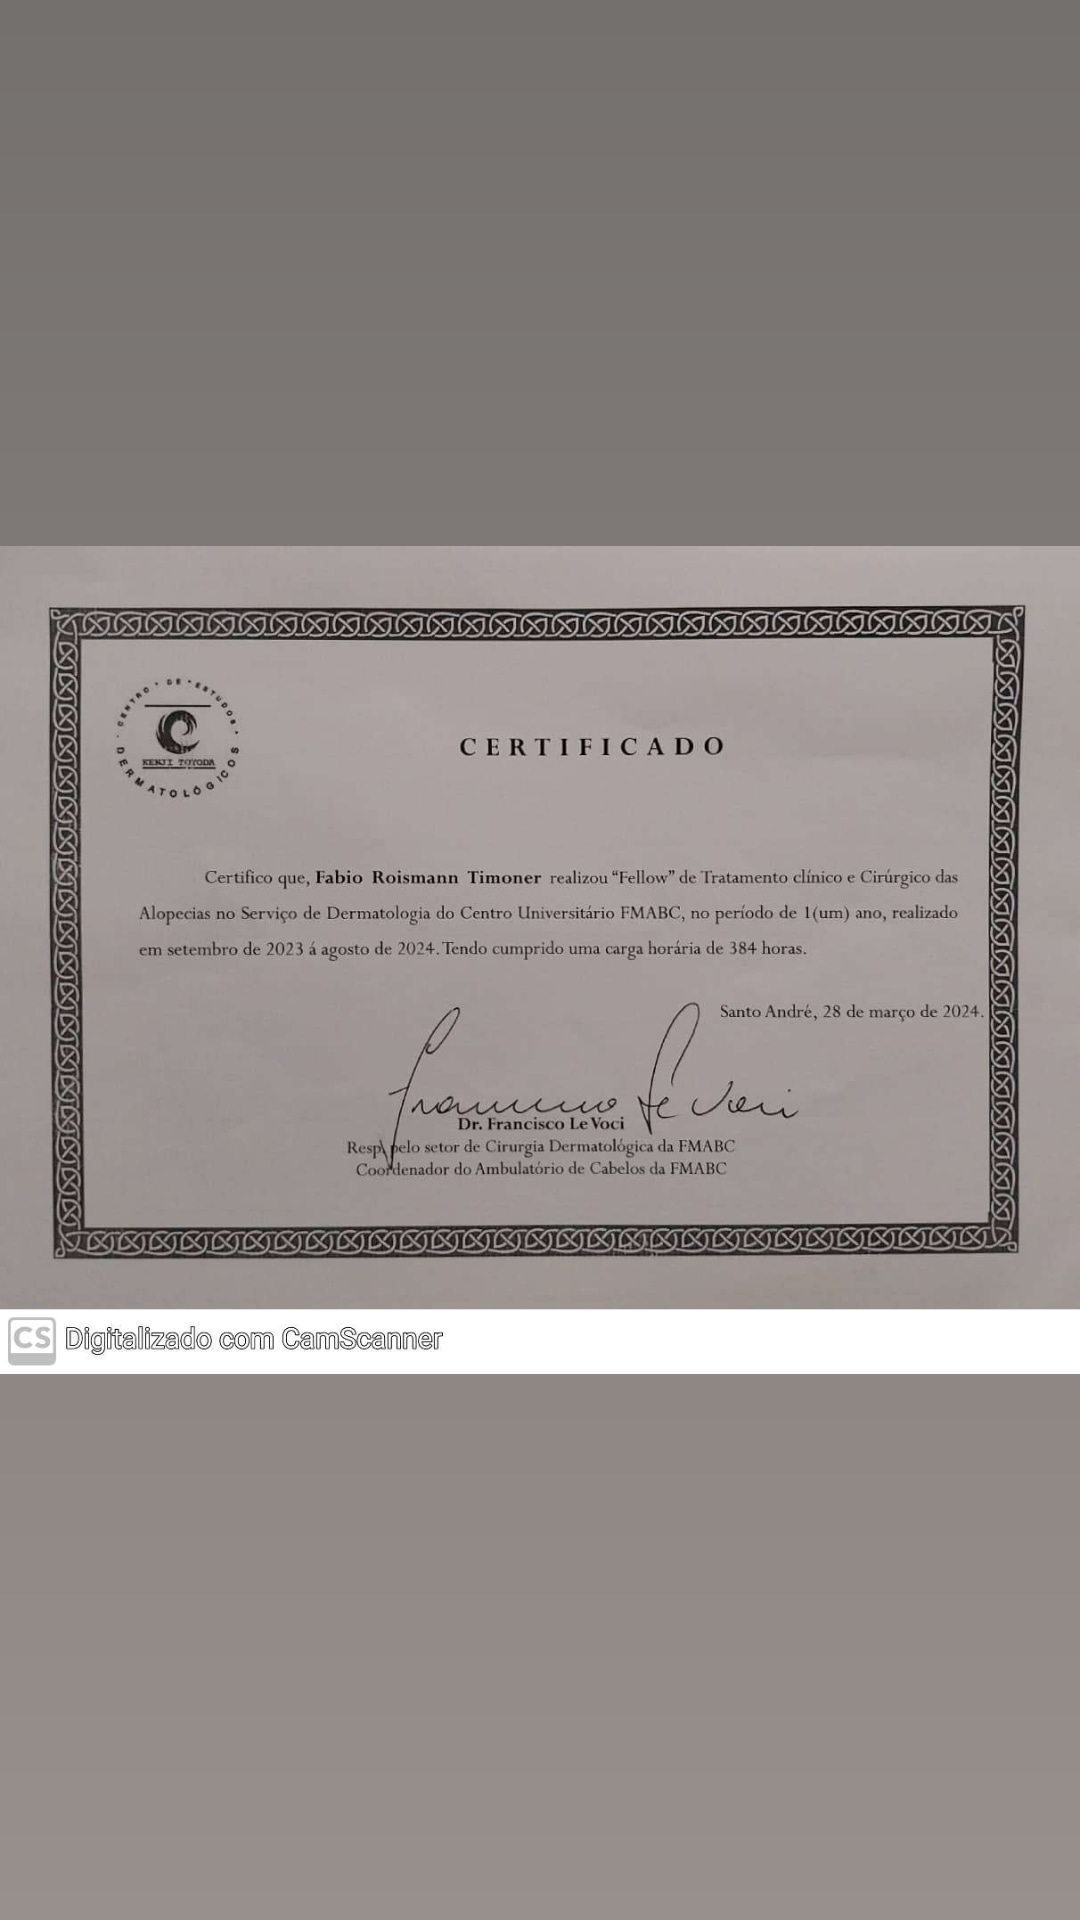 CENTRO DE ESTUDOS
KENJI TOYODA
DERMATOLÓGICOS
CERTIFICADO
Certifico que, Fabio Roismann Timoner realizou “Fellow” de Tratamento clínico e Cirúrgico das
Alopecias no Serviço de Dermatologia do Centro Universitário FMABC, no período de 1(um) ano, realizado
em setembro de 2023 á agosto de 2024. Tendo cumprido uma carga horária de 384 horas.
Santo André, 28 de março de 2024.
Francisco Le Voci
Dr. Francisco Le Voci
Resp\ pelo setor de Cirurgia Dermatológica da FMABC
Coordenador do Ambulatório de Cabelos da FMABC
CS Digitalizado com CamScanner